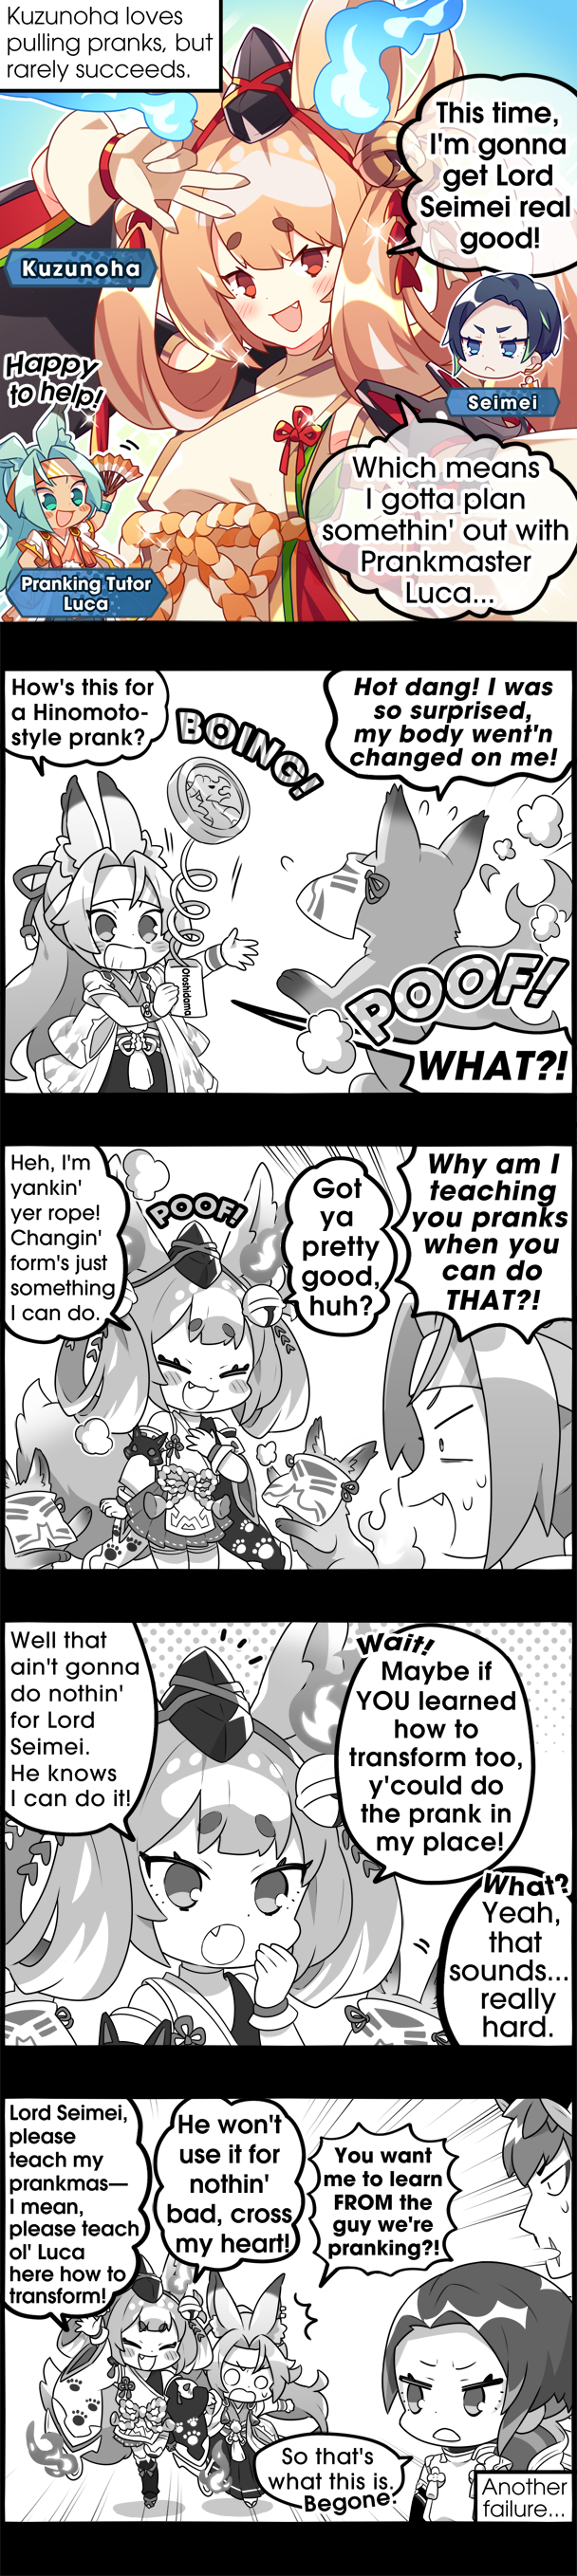 Kuzunoha loves
pulling pranks, but
rarely succeeds.
This time,
I'm gonna
get Lord
Seimei real
good!
Kuzunoha
Seimei
Happy
to help!
Which means
I gotta plan
somethin' out with
Prankmaster
Luca...
Pranking Tutor
Luca
How's this for
a Hinomoto-
style prank?
BOING!
Hot dang! I was
so surprised,
my body went'n
changed on me!
Otoshidama
POOF!
WHAT?!
Heh, I'm
yankin'
yer rope!
Changin'
form's just
something
I can do.
POOF!
Got
ya
pretty
good,
huh?
Why am I
teaching
you pranks
when you
can do
THAT?!
Well that
ain't gonna
do nothin'
for Lord
Seimei.
He knows
I can do it!
Wait!
Maybe if
YOU learned
how to
transform too,
y'could do
the prank in
my place!
What?
Yeah,
that
sounds...
really
hard.
Lord Seimei,
please
teach my
prankmas—
I mean,
please teach
ol' Luca
here how to
transform!
He won't
use it for
nothin'
bad, cross
my heart!
You want
me to learn
FROM the
guy we're
pranking?!
So that's
what this is.
Begone.
Another
failure...